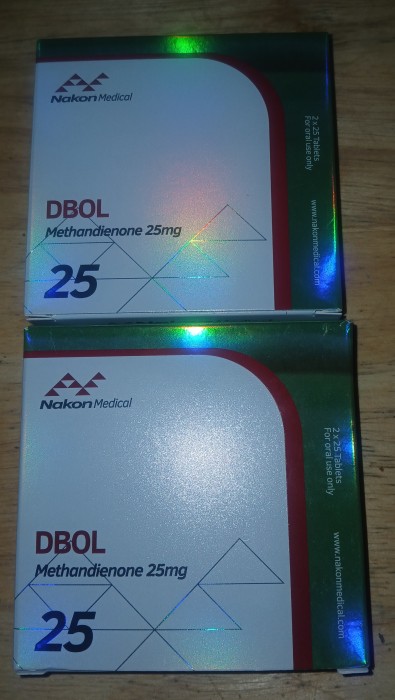 Nakon Medical
2 x 25 Tablets
For oral use only
www.nakonmedical.com
DBOL
Methandienone 25mg
25
Nakon Medical
2 x 25 Tablets
For oral use only
www.nakonmedical.com
DBOL
Methandienone 25mg
25